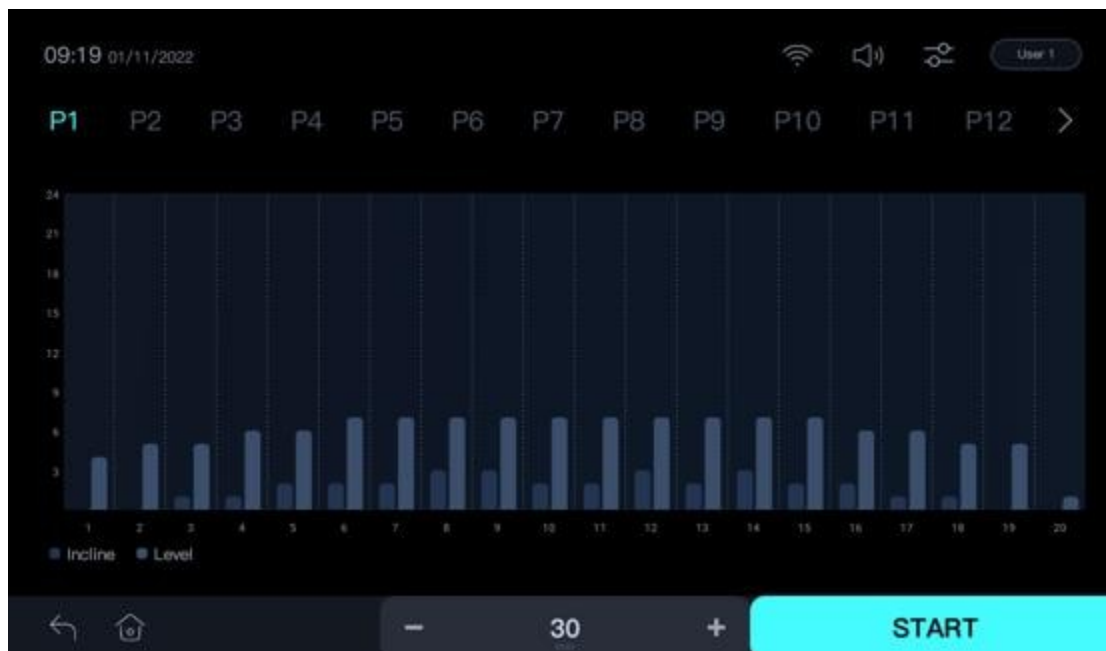 09:19 01/11/2022
User 1
P1 P2 P3 P4 P5 P6 P7 P8 P9 P10 P11 P12 >
24
21
18
15
12
9
6
3
1 2 3 4 5 6 7 8 9 10 11 12 13 14 15 16 17 18 19 20
Incline Level
− 30 + START